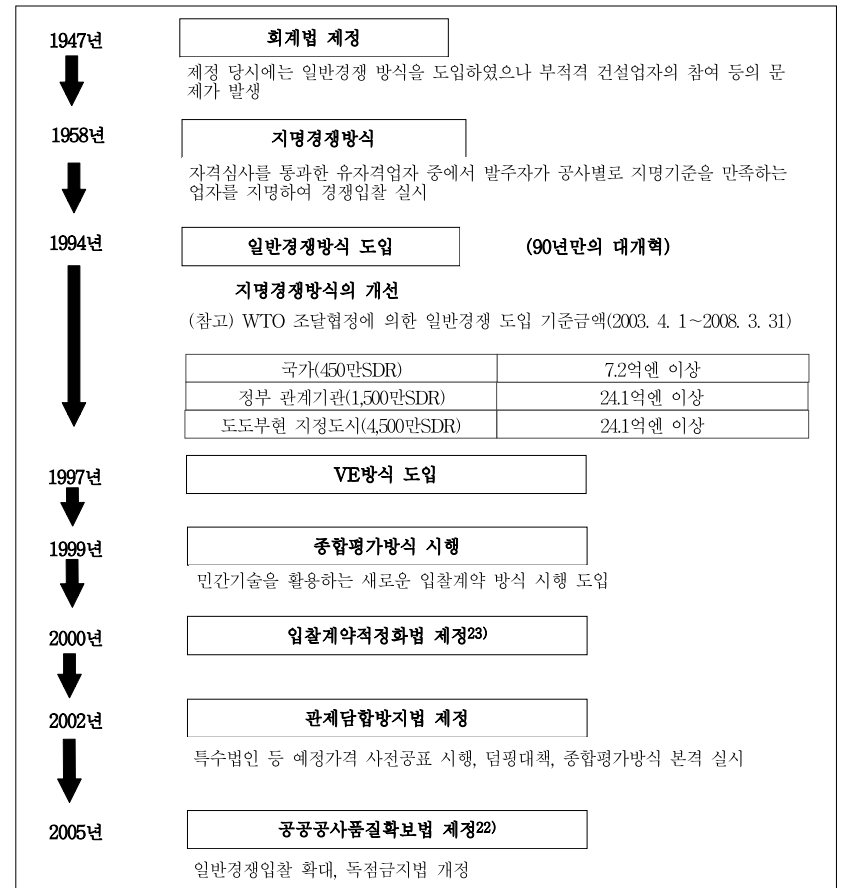 1947년
회계법 제정
제정 당시에는 일반경쟁 방식을 도입하였으나 부적격 건설업자의 참여 등의 문
제가 발생
1958년
지명경쟁방식
자격심사를 통과한 유자격업자 중에서 발주자가 공사별로 지명기준을 만족하는
업자를 지명하여 경쟁입찰 실시
1994년
일반경쟁방식 도입 (90년만의 대개혁)
지명경쟁방식의 개선
(참고) WTO 조달협정에 의한 일반경쟁 도입 기준금액(2003. 4. 1~2008. 3. 31)
국가(450만SDR) 7.2억엔 이상
정부 관계기관(1,500만SDR) 24.1억엔 이상
도도부현 지정도시(4,500만SDR) 24.1억엔 이상
1997년
VE방식 도입
1999년
종합평가방식 시행
민간기술을 활용하는 새로운 입찰계약 방식 시행 도입
2000년
입찰계약적정화법 제정23)
2002년
관제담합방지법 제정
특수법인 등 예정가격 사전공표 시행, 덤핑대책, 종합평가방식 본격 실시
2005년
공공공사품질확보법 제정22)
일반경쟁입찰 확대, 독점금지법 개정